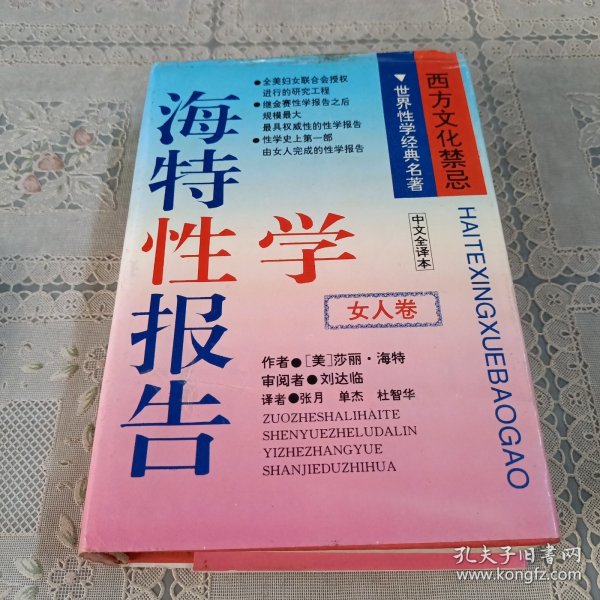 西方文化禁忌
▼世界性学经典名著
●全美妇女联合会授权
进行的研究工程
●继金赛性学报告之后
规模最大
最具权威性的性学报告
●性学史上第一部
由女人完成的性学报告
海特性学报告
中文全译本
女人卷
HAITEXINGXUEBAOGAO
作者●[美]莎丽·海特
审阅者●刘达临
译者●张月 单杰 杜智华
ZUOZHESHALIHAITE
SHENYUEZHELUDALIN
YIZHEZHANGYUE
SHANJIEDUZHIHUA
孔夫子旧书网
www.kongfz.com